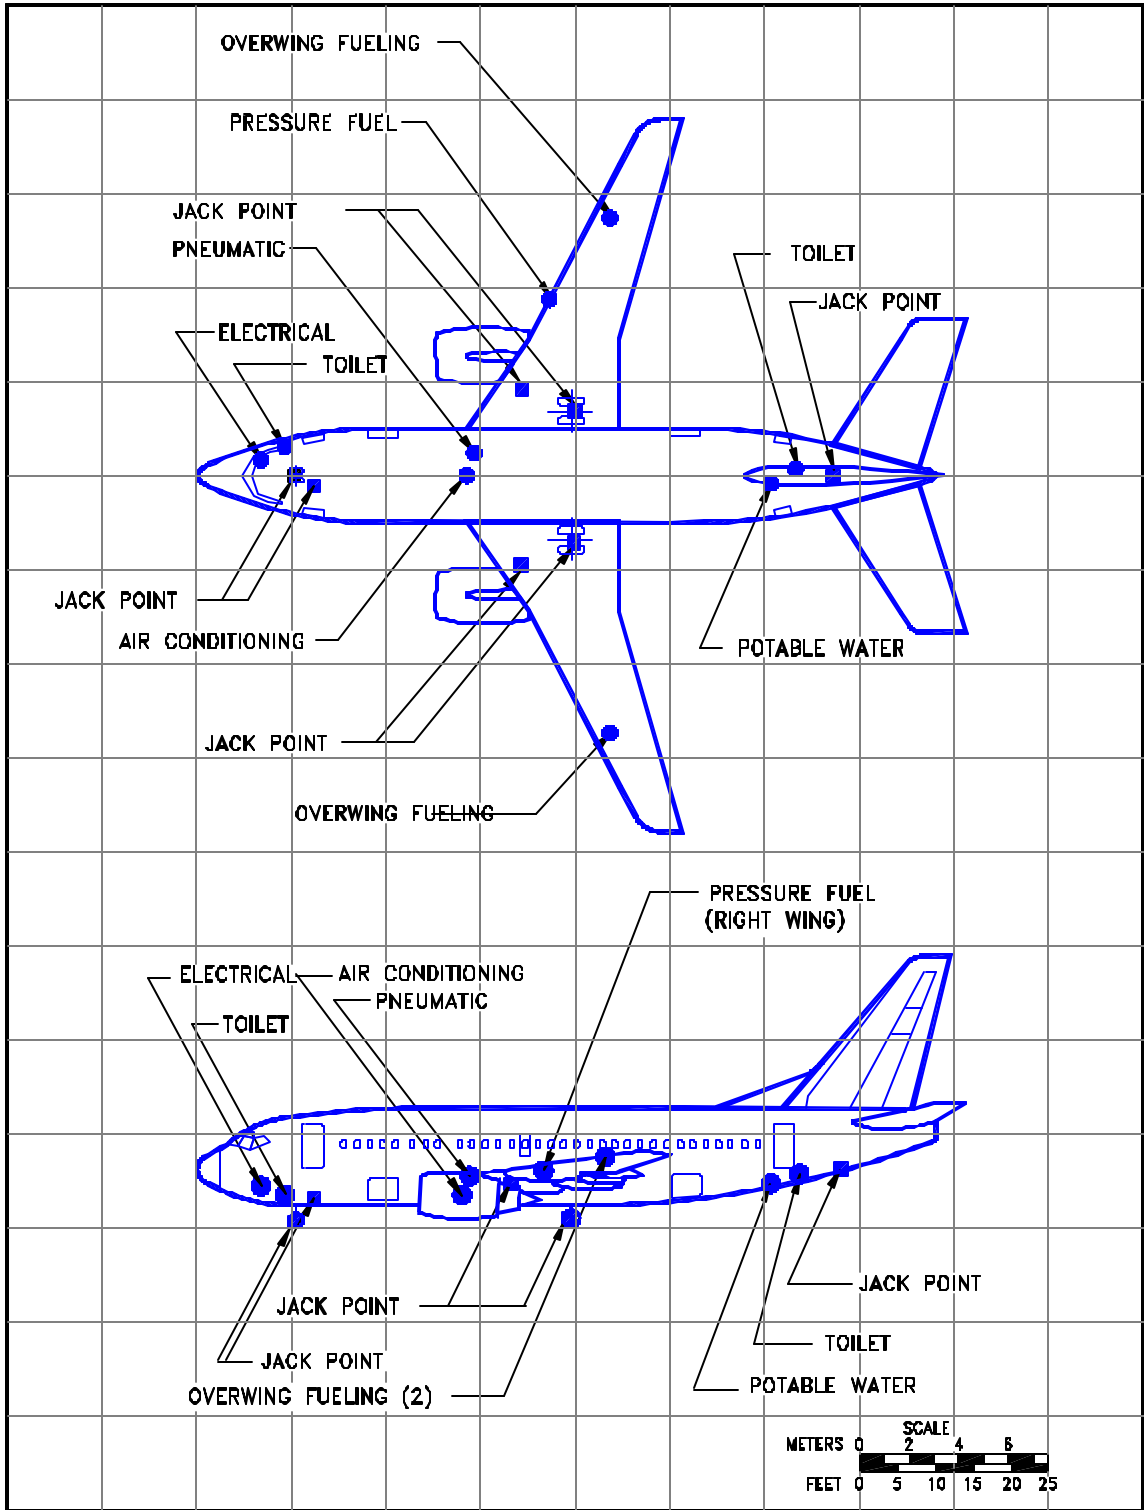 OVERWING FUELING
PRESSURE FUEL
JACK POINT
PNEUMATIC
TOILET
JACK POINT
ELECTRICAL
TOILET
JACK POINT
AIR CONDITIONING
POTABLE WATER
JACK POINT
OVERWING FUELING
PRESSURE FUEL
(RIGHT WING)
ELECTRICAL
AIR CONDITIONING
PNEUMATIC
TOILET
JACK POINT
JACK POINT
TOILET
JACK POINT
POTABLE WATER
OVERWING FUELING (2)
SCALE
METERS 0 2 4 6
FEET 0 5 10 15 20 25